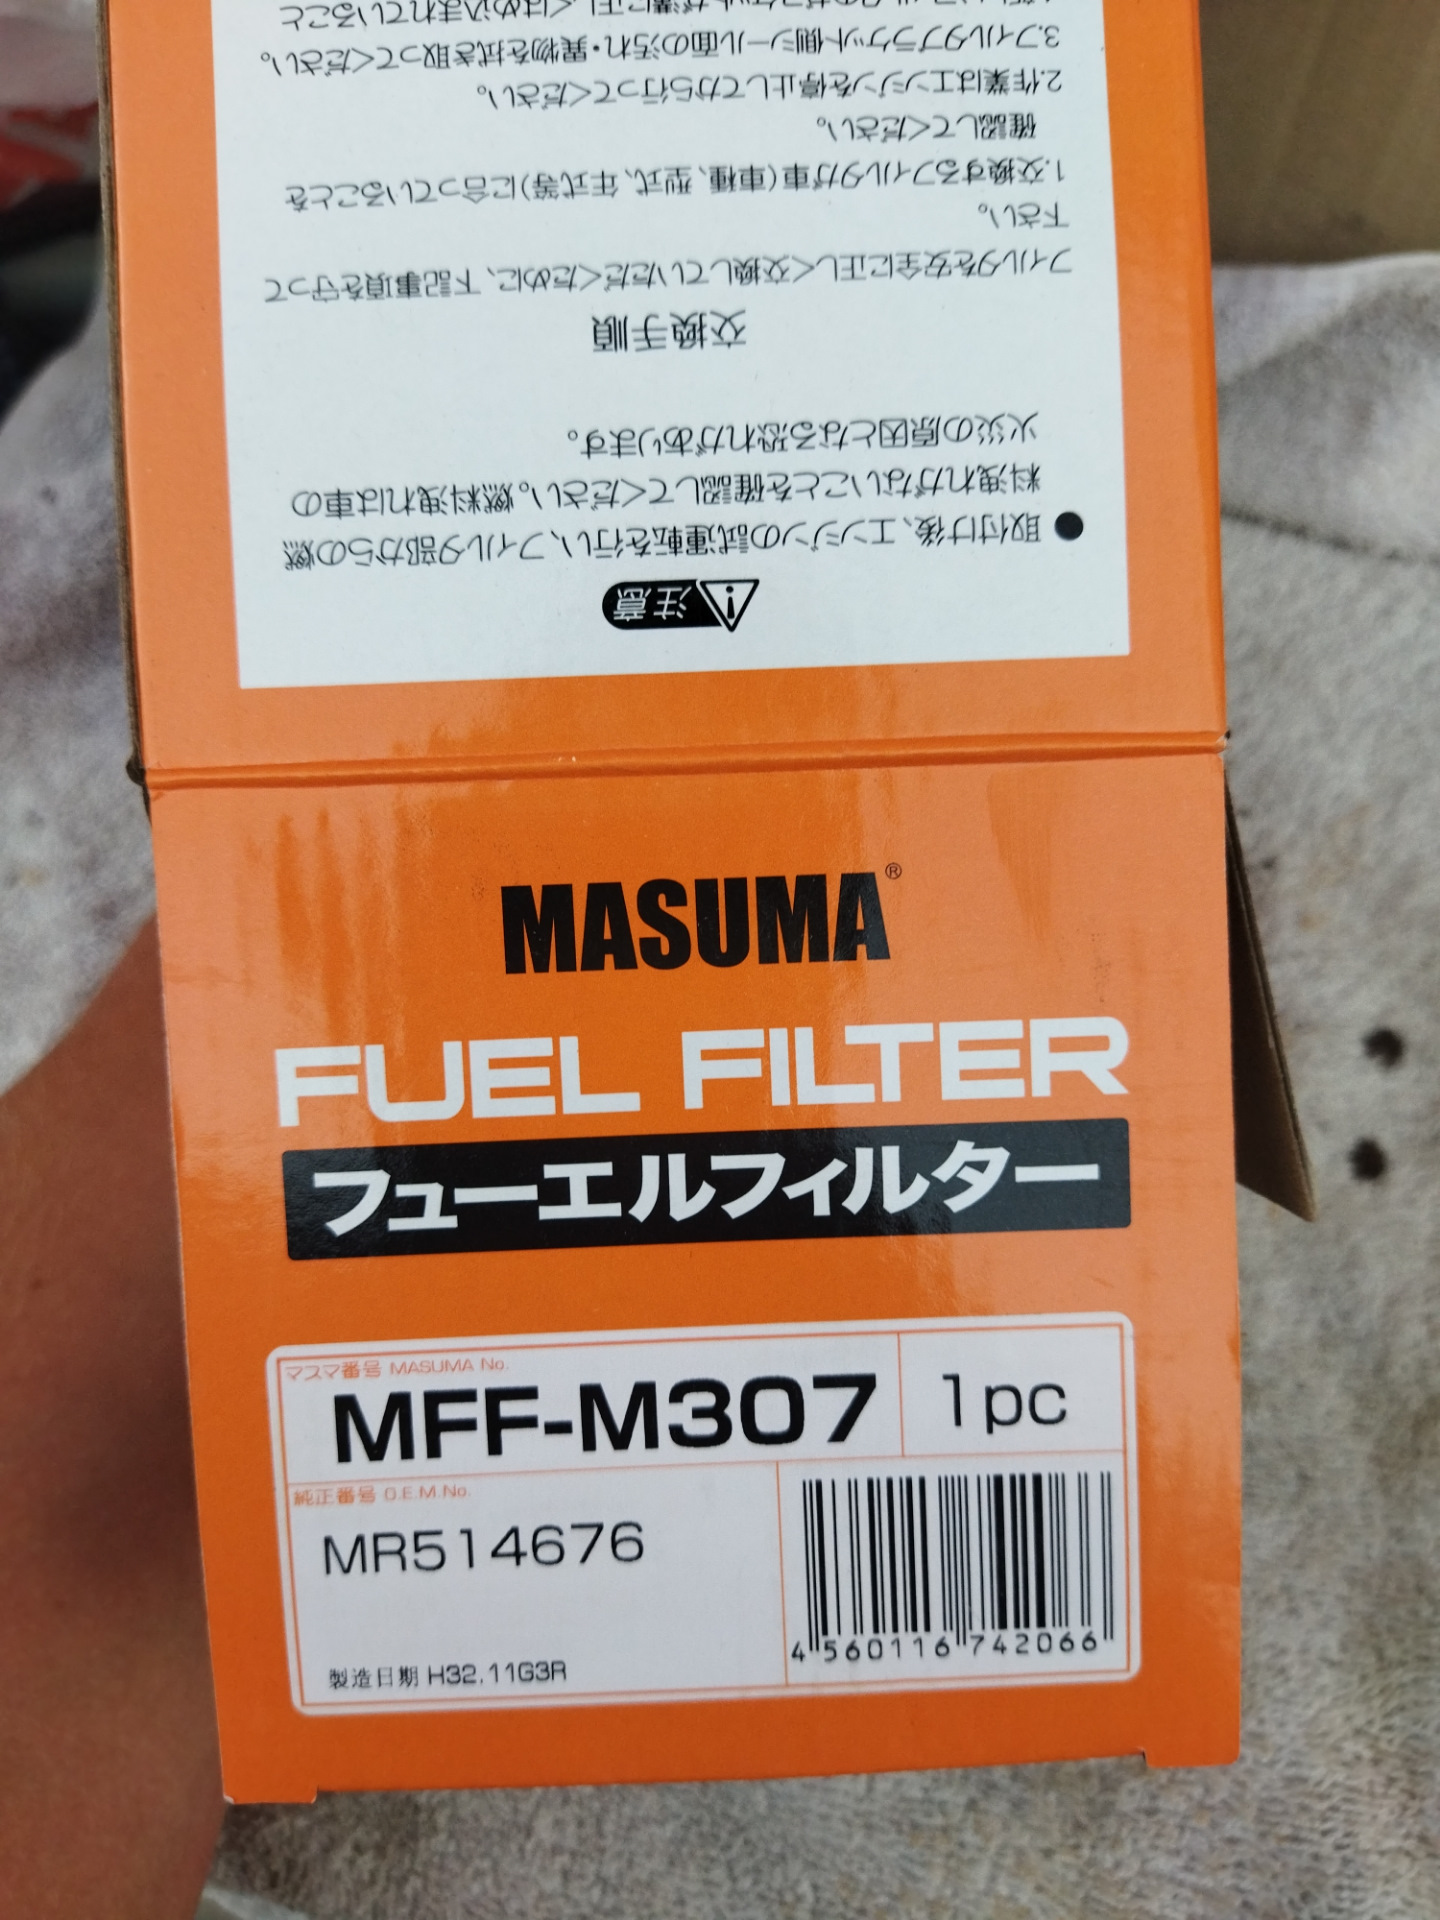 MASUMA®
FUEL FILTER
フューエルフィルター
マスマ番号 MASUMA No.
MFF-M307
1pc
純正番号 O.E.M.No.
MR514676
製造日期 H32.11G3R
4560116742066
注意
●取付け後、エンジンの試運転を行い、フィルタ部からの燃
料洩れがないことを確認してください。燃料洩れは車の
火災の原因となる恐れがあります。
交換手順
フィルタを安全に正しく交換していただくために、下記事項を守って
下さい。
1.交換するフィルタが車(車種、型式、年式等)に合っていることを
確認してください。
2.作業はエンジンを停止してから行ってください。
3.フィルタブラケット側シール面の汚れ・異物を拭き取ってください。